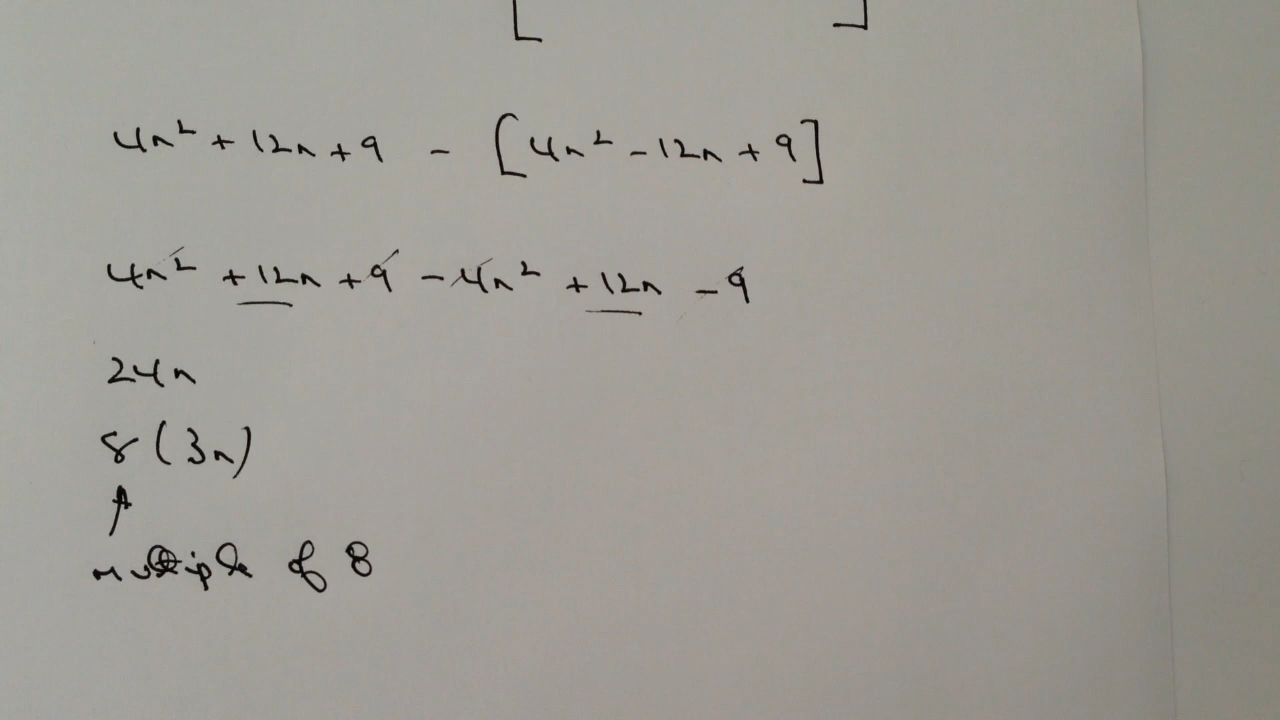 4n² + 12n + 9 - [4n² - 12n + 9]
4n² + 12n + 9 - 4n² + 12n - 9
24n
8(3n)
multiple of 8